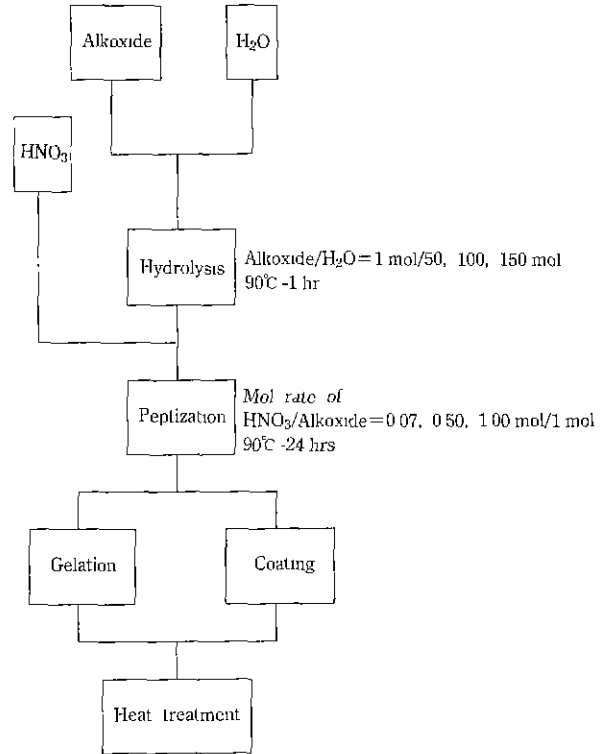 Alkoxide
H₂O
HNO₃
Hydrolysis
Alkoxide/H₂O=1 mol/50, 100, 150 mol
90℃ -1 hr
Peptization
Mol rate of
HNO₃/Alkoxide=0 07, 0 50, 1 00 mol/1 mol
90℃ -24 hrs
Gelation
Coating
Heat treatment